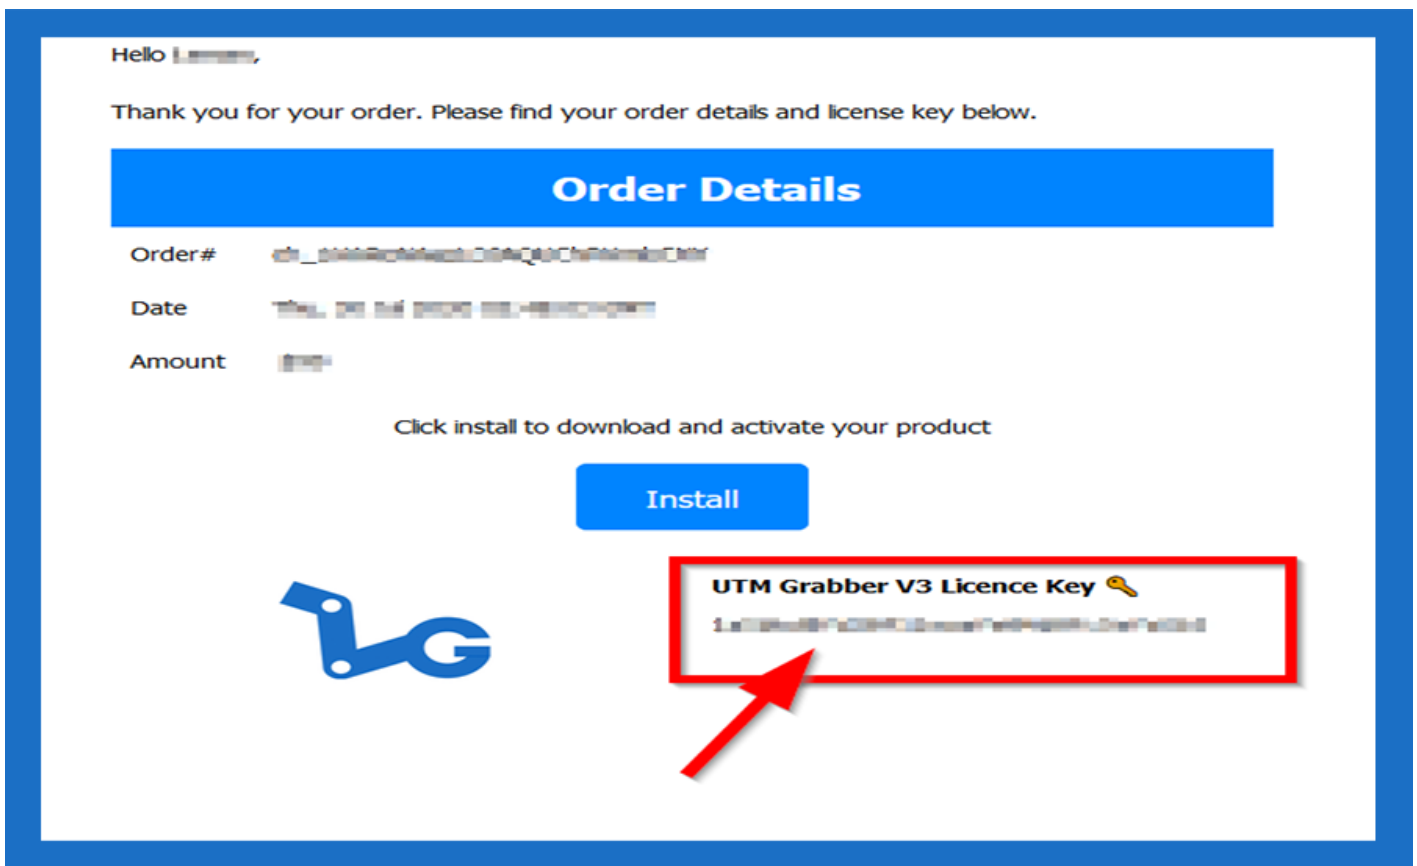 Hello ,
Thank you for your order. Please find your order details and license key below.
Order Details
Order#
Date
Amount
Click install to download and activate your product
Install
UTM Grabber V3 Licence Key 🔑
G